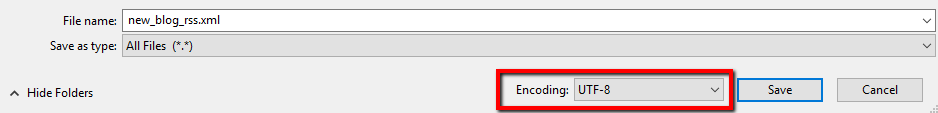 File name: new_blog_rss.xml
Save as type: All Files (*.*)
Hide Folders Encoding: UTF-8 Save Cancel